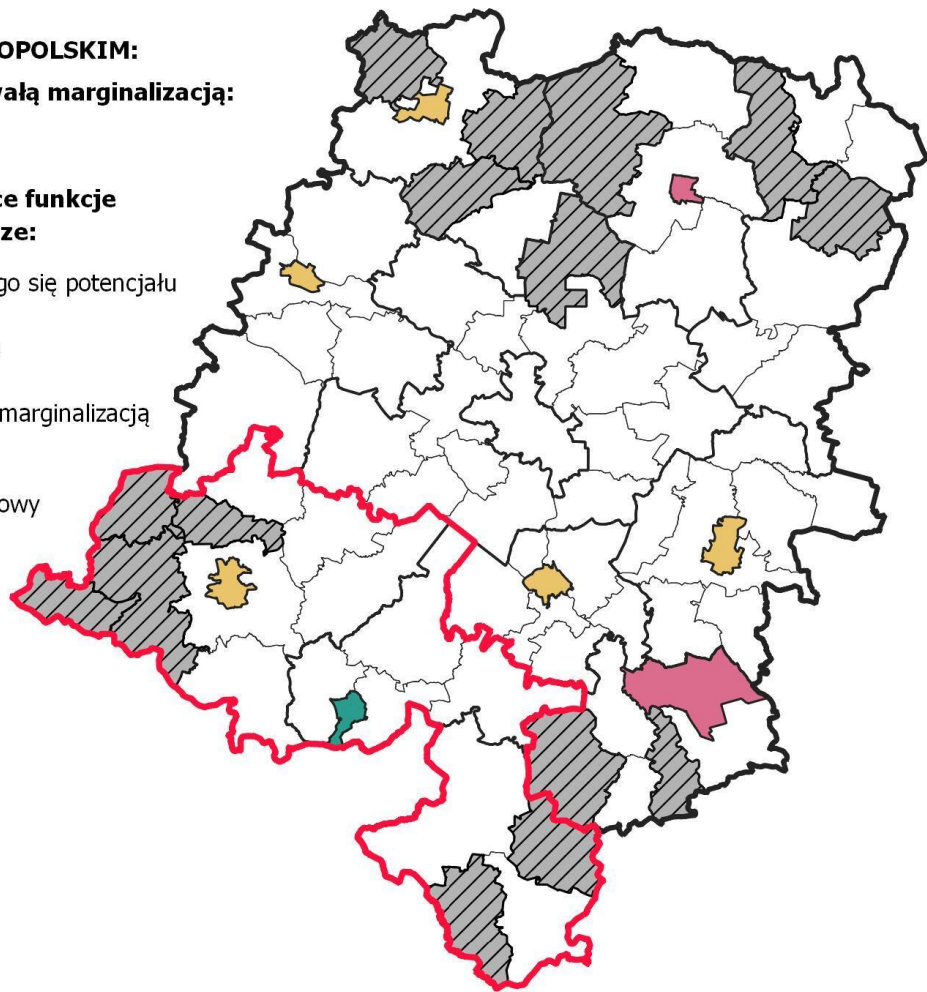 OPOLSKIM:
wałą marginalizacją:
ce funkcje
ze:
go się potencjału
marginalizacją
owy